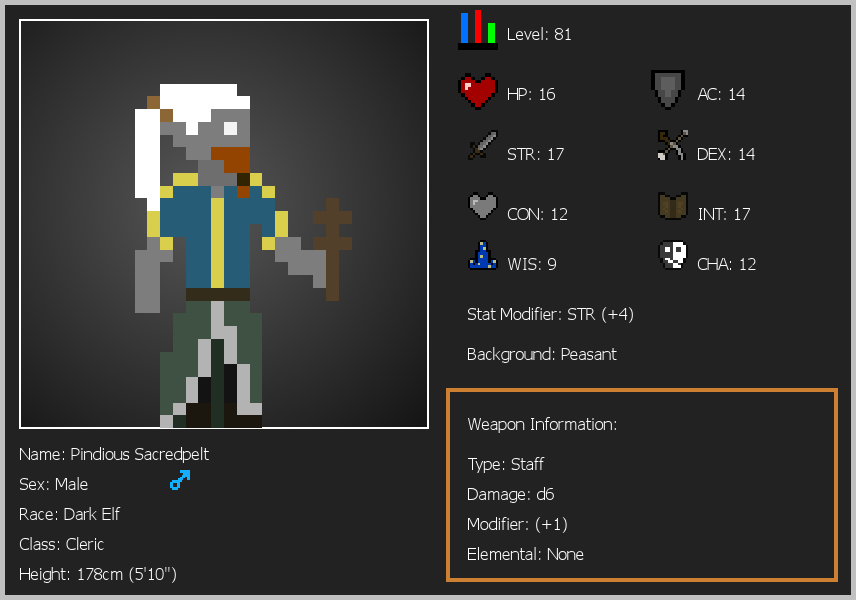 Level: 81
HP: 16
AC: 14
STR: 17
DEX: 14
CON: 12
INT: 17
WIS: 9
CHA: 12
Stat Modifier: STR (+4)
Background: Peasant
Weapon Information:
Type: Staff
Damage: d6
Modifier: (+1)
Elemental: None
Name: Pindious Sacredpelt
Sex: Male
Race: Dark Elf
Class: Cleric
Height: 178cm (5'10")